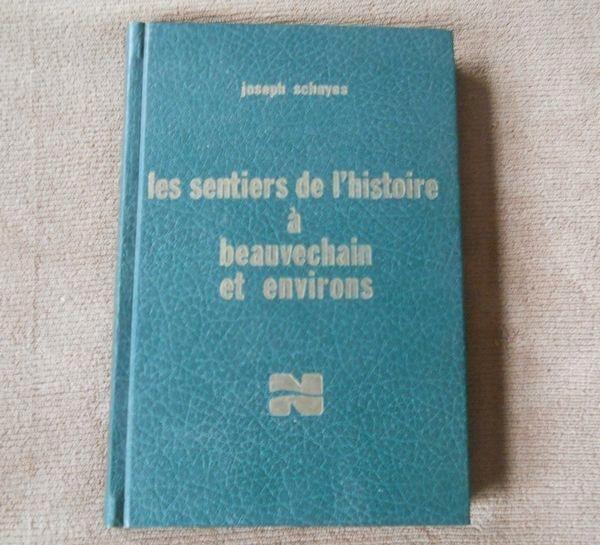 joseph schayes
les sentiers de l'histoire
à
beauvechain
et environs